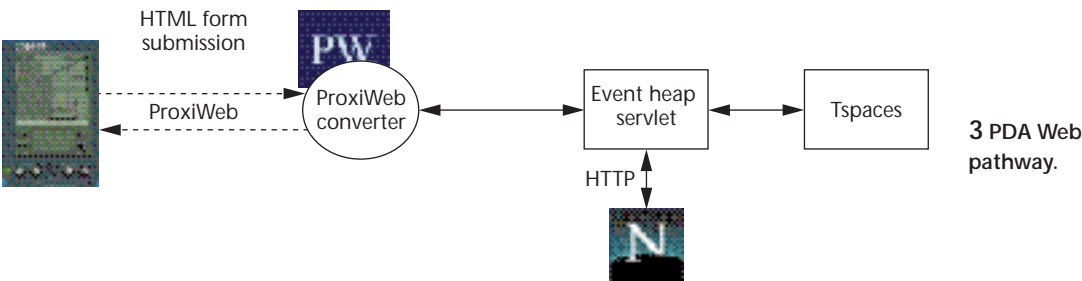 HTML form
submission
PW
ProxiWeb
ProxiWeb
converter
Event heap
servlet
Tspaces
HTTP
N
3 PDA Web
pathway.